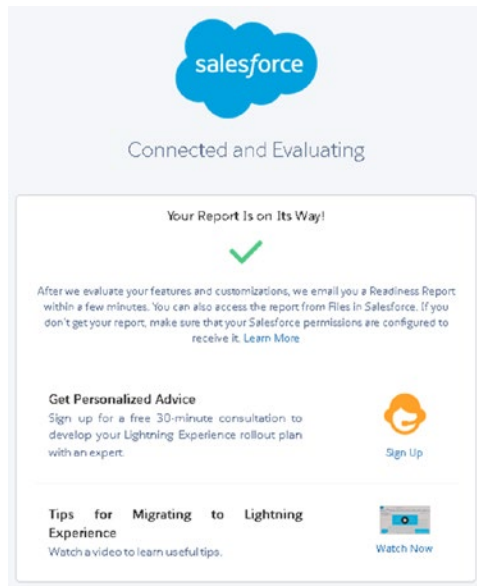 salesforce
Connected and Evaluating
Your Report Is on Its Way!
After we evaluate your features and customizations, we email you a Readiness Report
within a few minutes. You can also access the report from Files in Salesforce. If you
don't get your report, make sure that your Salesforce permissions are configured to
receive it. Learn More
Get Personalized Advice
Sign up for a free 30-minute consultation to
develop your Lightning Experience rollout plan
with an expert.
Sign Up
Tips for Migrating to Lightning
Experience
Watch a video to learn useful tips.
Watch Now